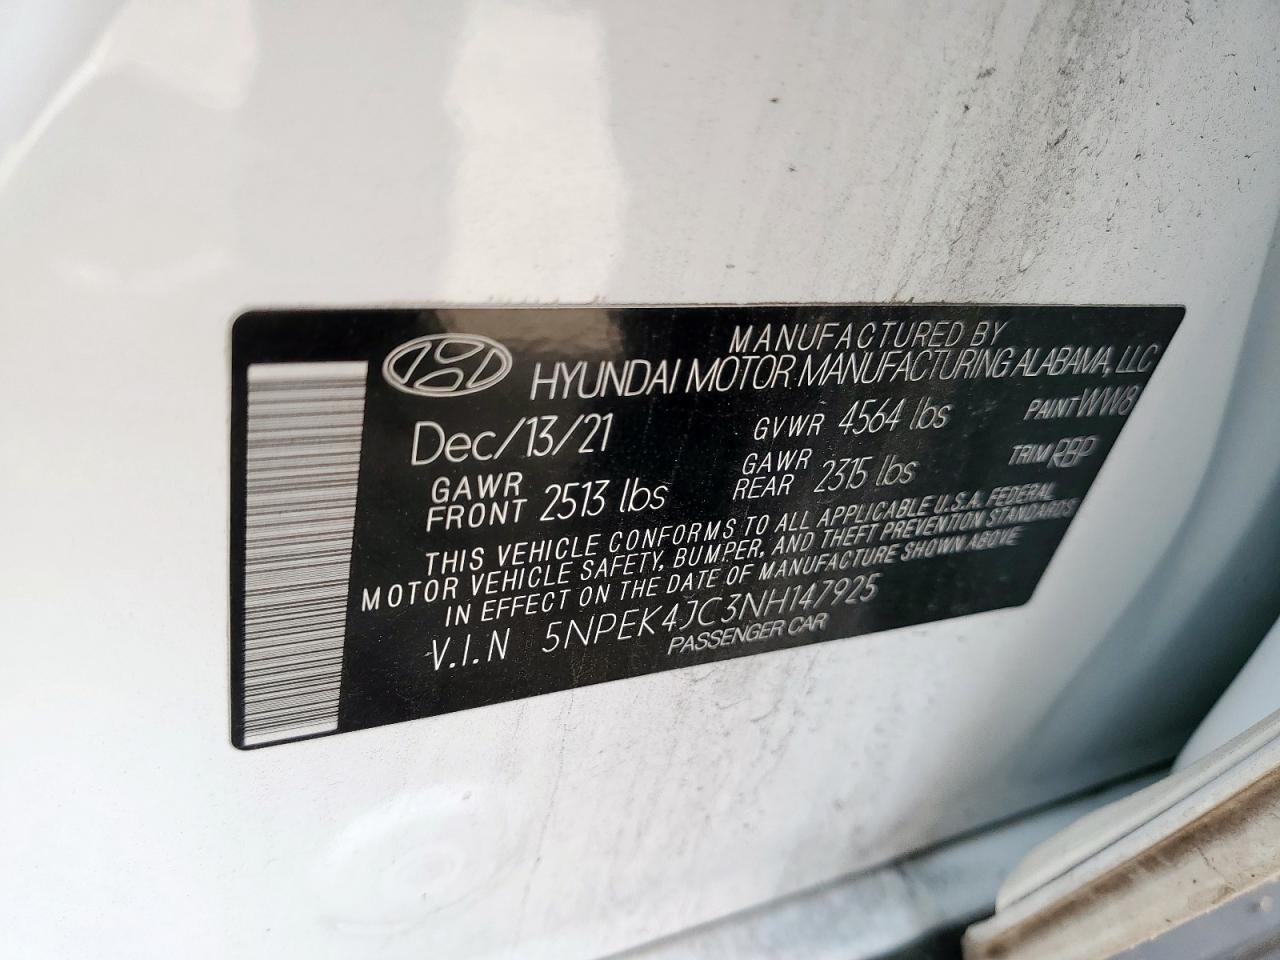 MANUFACTURED BY
HYUNDAI MOTOR MANUFACTURING ALABAMA, LLC
Dec/13/21 GVWR 4564 lbs PAINT WW8
GAWR FRONT 2513 lbs GAWR REAR 2315 lbs TRIM RBP
THIS VEHICLE CONFORMS TO ALL APPLICABLE U.S.A. FEDERAL
MOTOR VEHICLE SAFETY, BUMPER, AND THEFT PREVENTION STANDARDS
IN EFFECT ON THE DATE OF MANUFACTURE SHOWN ABOVE
V.I.N 5NPEK4JC3NH147925
PASSENGER CAR